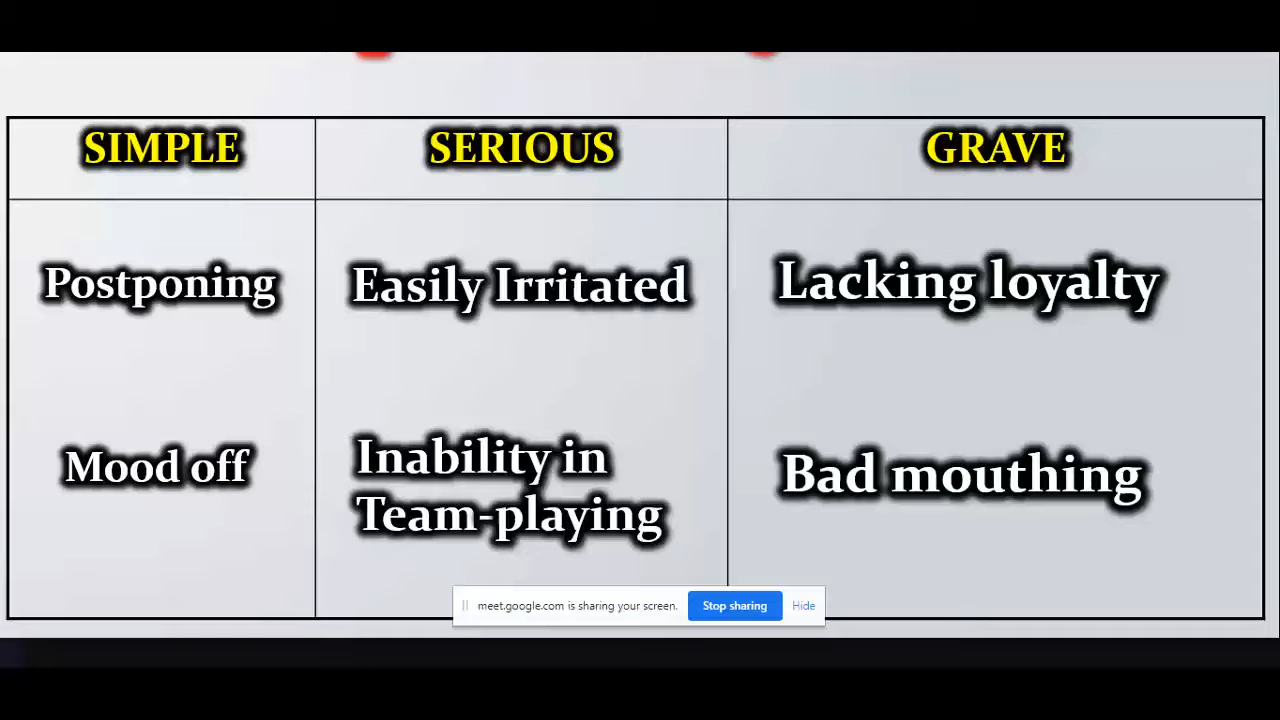 SIMPLE SERIOUS GRAVE
Postponing Easily Irritated Lacking loyalty
Mood off Inability in Bad mouthing
Team-playing
meet.google.com is sharing your screen. Stop sharing Hide